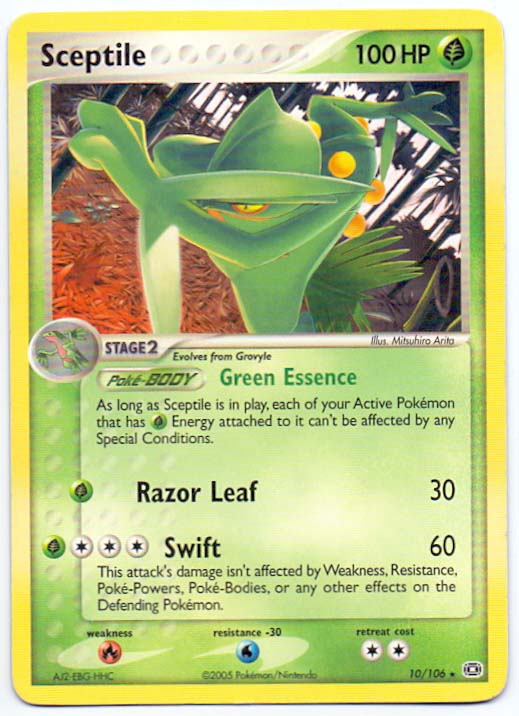 Sceptile
100 HP
Illus. Mitsuhiro Arita
STAGE2
Evolves from Grovyle
Poké-BODY Green Essence
As long as Sceptile is in play, each of your Active Pokémon
that has Energy attached to it can't be affected by any
Special Conditions.
Razor Leaf 30
Swift 60
This attack's damage isn't affected by Weakness, Resistance,
Poké-Powers, Poké-Bodies, or any other effects on the
Defending Pokémon.
weakness resistance -30 retreat cost
AJ2-EBG-HHC ©2005 Pokémon/Nintendo 10/106 ★